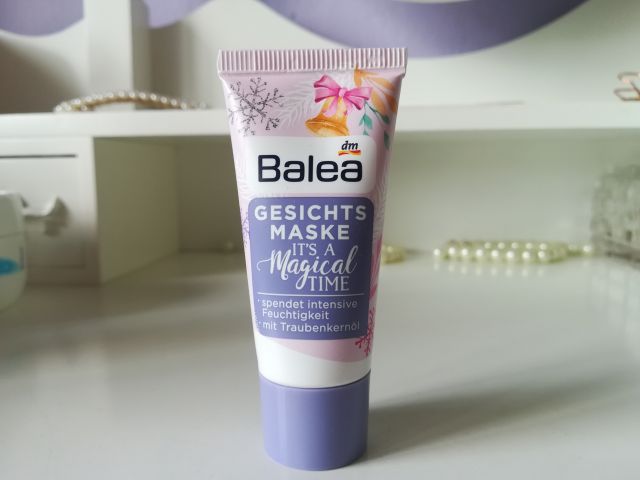 dm
Balea
GESICHTS
MASKE
IT'S A
Magical
TIME
· spendet intensive
Feuchtigkeit
· mit Traubenkernöl